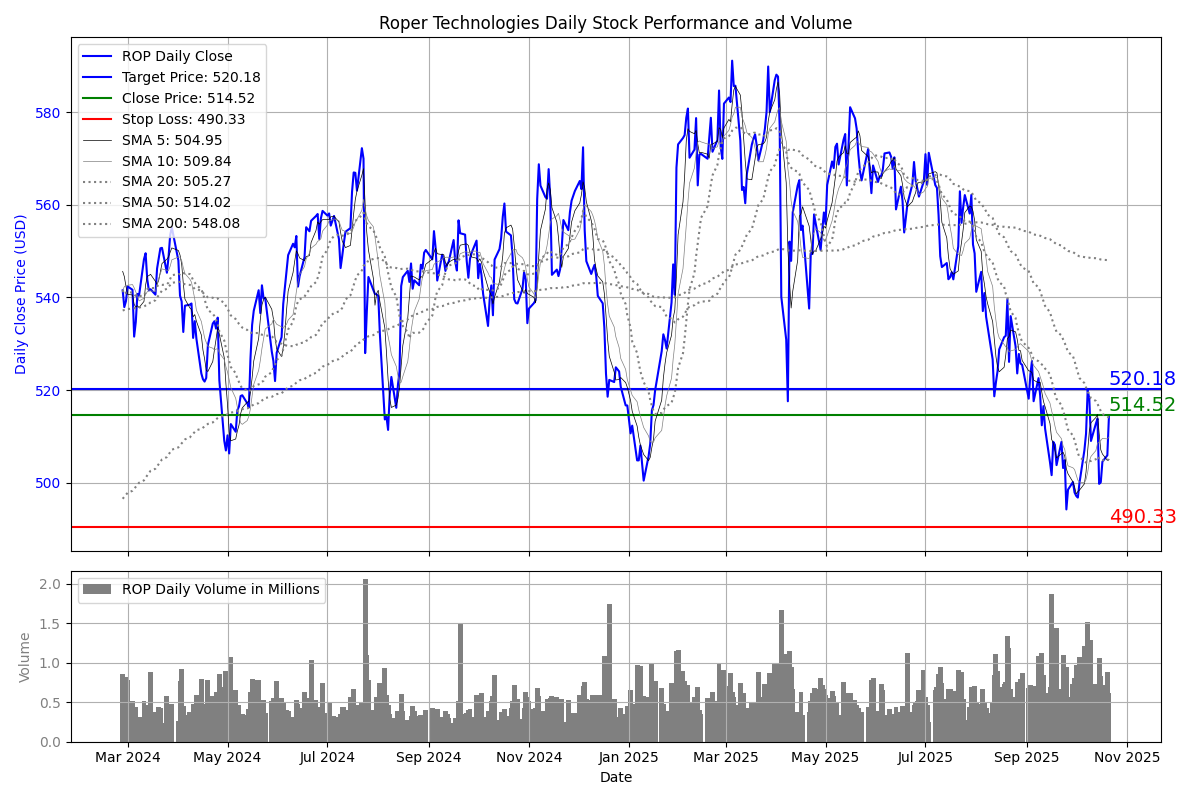 Roper Technologies Daily Stock Performance and Volume
ROP Daily Close
Target Price: 520.18
Close Price: 514.52
Stop Loss: 490.33
SMA 5: 504.95
SMA 10: 509.84
SMA 20: 505.27
SMA 50: 514.02
SMA 200: 548.08
Daily Close Price (USD)
580
560
540
520
500
520.18
514.52
490.33
ROP Daily Volume in Millions
Volume
2.0
1.5
1.0
0.5
0.0
Mar 2024 May 2024 Jul 2024 Sep 2024 Nov 2024 Jan 2025 Mar 2025 May 2025 Jul 2025 Sep 2025 Nov 2025
Date